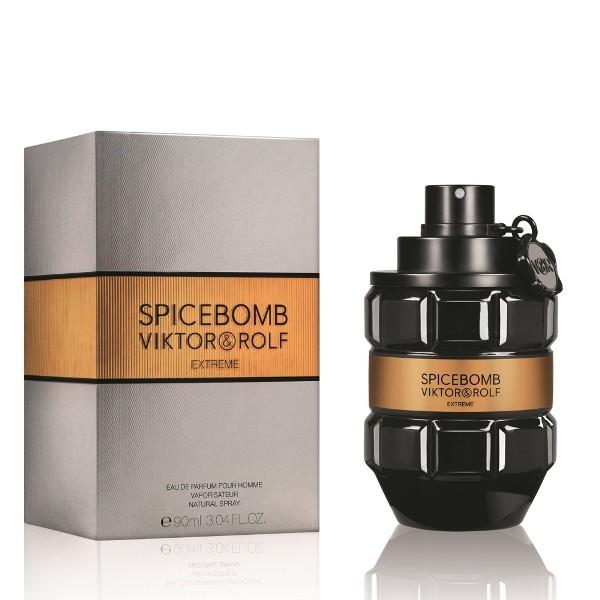 SPICEBOMB
VIKTOR&ROLF
EXTREME
EAU DE PARFUM POUR HOMME
VAPORISATEUR
NATURAL SPRAY
e 90ml 3.04 FL.OZ.
SPICEBOMB
VIKTOR&ROLF
EXTREME
V&R